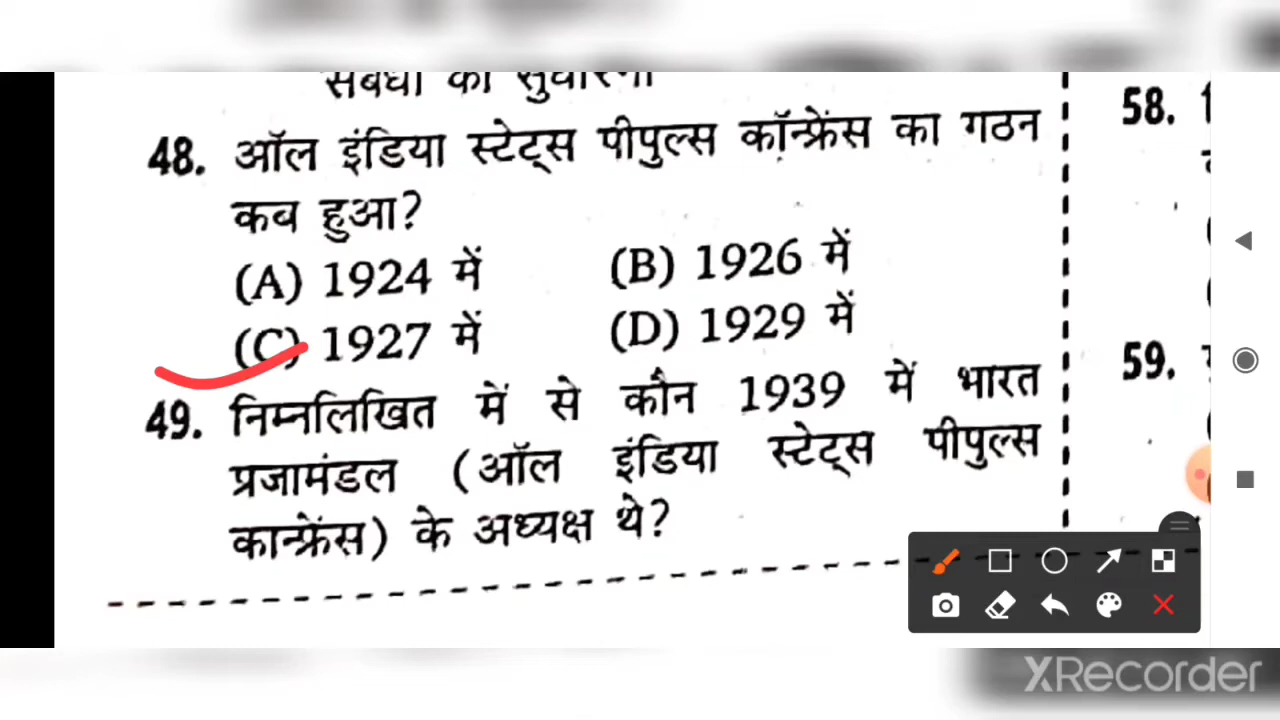 संबंधों की सुधारणा
48. ऑल इंडिया स्टेट्स पीपुल्स कॉन्फ्रेंस का गठन
कब हुआ?
(A) 1924 में (B) 1926 में
(C) 1927 में (D) 1929 में
49. निम्नलिखित में से कौन 1939 में भारत
प्रजामंडल (ऑल इंडिया स्टेट्स पीपुल्स
कान्फ्रेंस) के अध्यक्ष थे?
58.
59.
XRecorder